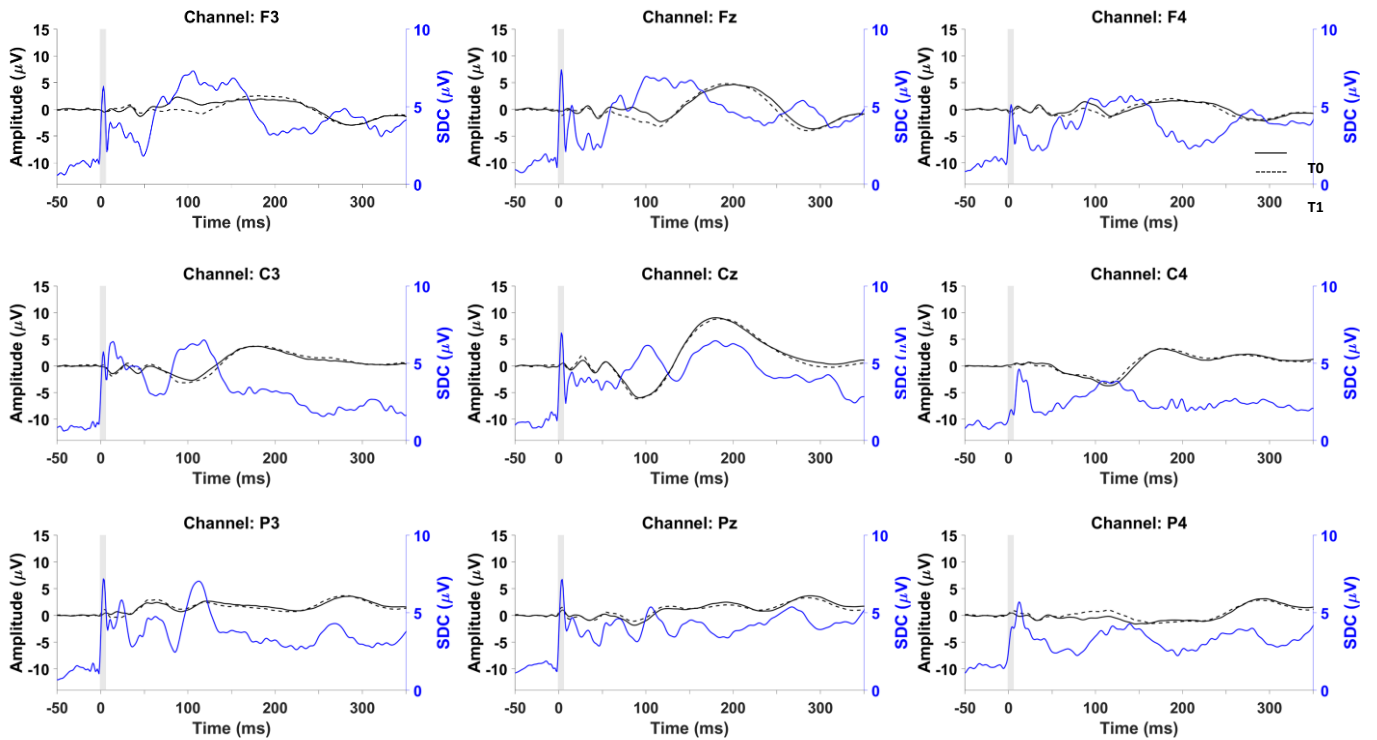 Channel: F3
Channel: Fz
Channel: F4
Amplitude (μV)
15
10
5
0
-5
-10
SDC (μV)
10
5
0
-50 0 100 200 300
Time (ms)
Amplitude (μV)
15
10
5
0
-5
-10
SDC (μV)
10
5
0
-50 0 100 200 300
Time (ms)
Amplitude (μV)
15
10
5
0
-5
-10
SDC (μV)
10
5
0
T0
T1
-50 0 100 200 300
Time (ms)
Channel: C3
Channel: Cz
Channel: C4
Amplitude (μV)
15
10
5
0
-5
-10
SDC (μV)
10
5
0
-50 0 100 200 300
Time (ms)
Amplitude (μV)
15
10
5
0
-5
-10
SDC (μV)
10
5
0
-50 0 100 200 300
Time (ms)
Amplitude (μV)
15
10
5
0
-5
-10
SDC (μV)
10
5
0
-50 0 100 200 300
Time (ms)
Channel: P3
Channel: Pz
Channel: P4
Amplitude (μV)
15
10
5
0
-5
-10
SDC (μV)
10
5
0
-50 0 100 200 300
Time (ms)
Amplitude (μV)
15
10
5
0
-5
-10
SDC (μV)
10
5
0
-50 0 100 200 300
Time (ms)
Amplitude (μV)
15
10
5
0
-5
-10
SDC (μV)
10
5
0
-50 0 100 200 300
Time (ms)